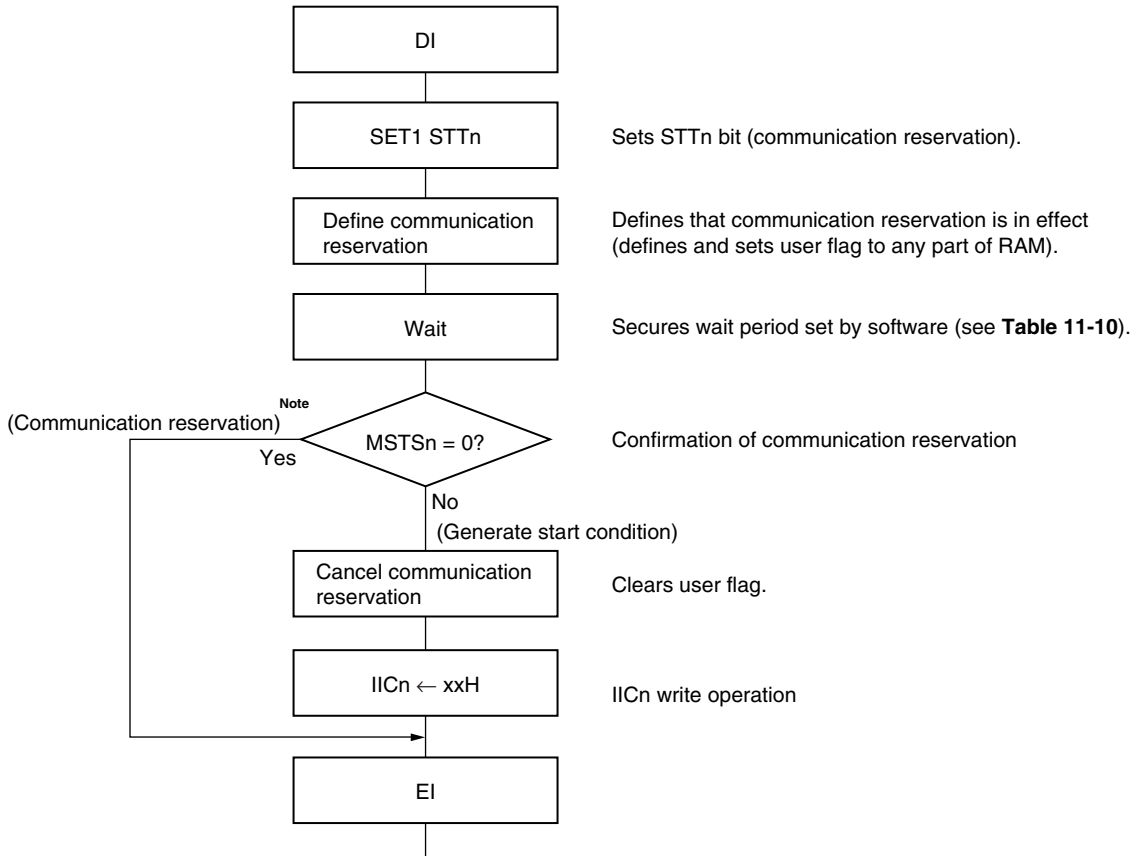 DI
SET1 STTn
Sets STTn bit (communication reservation).
Define communication
reservation
Defines that communication reservation is in effect
(defines and sets user flag to any part of RAM).
Wait
Secures wait period set by software (see Table 11-10).
(Communication reservation)Note
Yes
MSTSn = 0?
Confirmation of communication reservation
No
(Generate start condition)
Cancel communication
reservation
Clears user flag.
IICn ← xxH
IICn write operation
EI